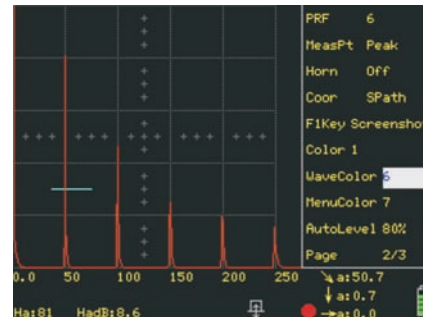 PRF 6
MeasPt Peak
Horn Off
Coor SPath
F1Key Screensho
Color 1
WaveColor 6
MenuColor 7
AutoLevel 80%
Page 2/3
0.0 50 100 150 200 250
a:50.7
a:0.7
a:0.0
Ha:81 HadB:8.6